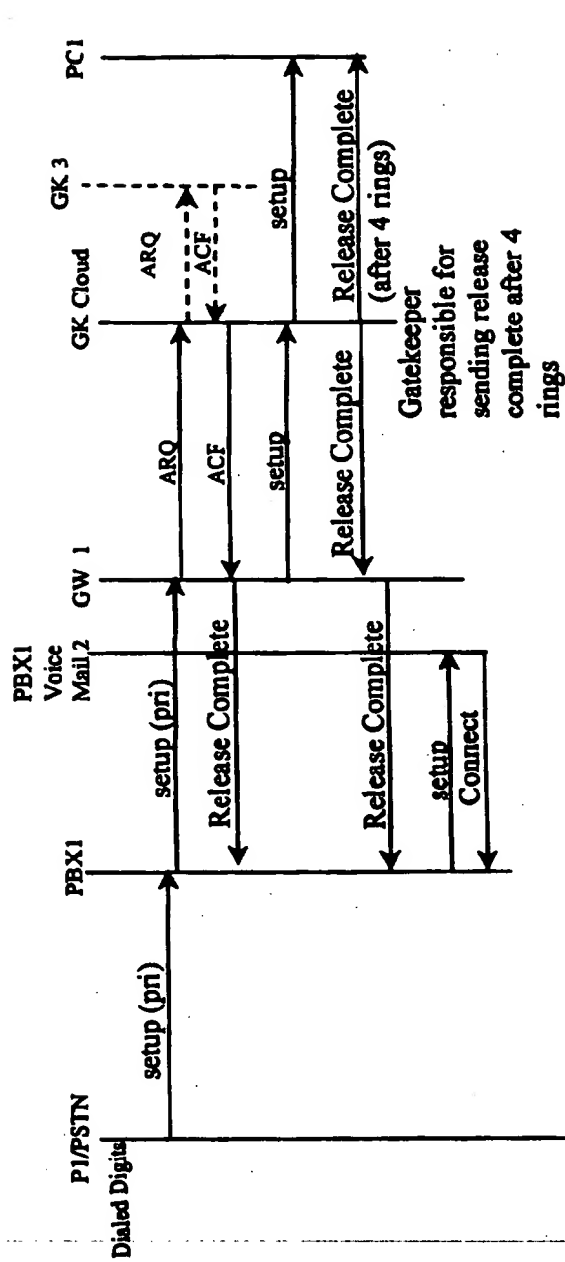 P1/PSTN
Dialed Digits
PBX1
PBX1
Voice
Mail 2
GW 1
GK Cloud
GK 3
PC1
setup (pri)
setup (pri)
ARQ
ARQ
ACF
ACF
Release Complete
setup
setup
Release Complete
Release Complete
(after 4 rings)
Release Complete
setup
Connect
Gatekeeper
responsible for
sending release
complete after 4
rings